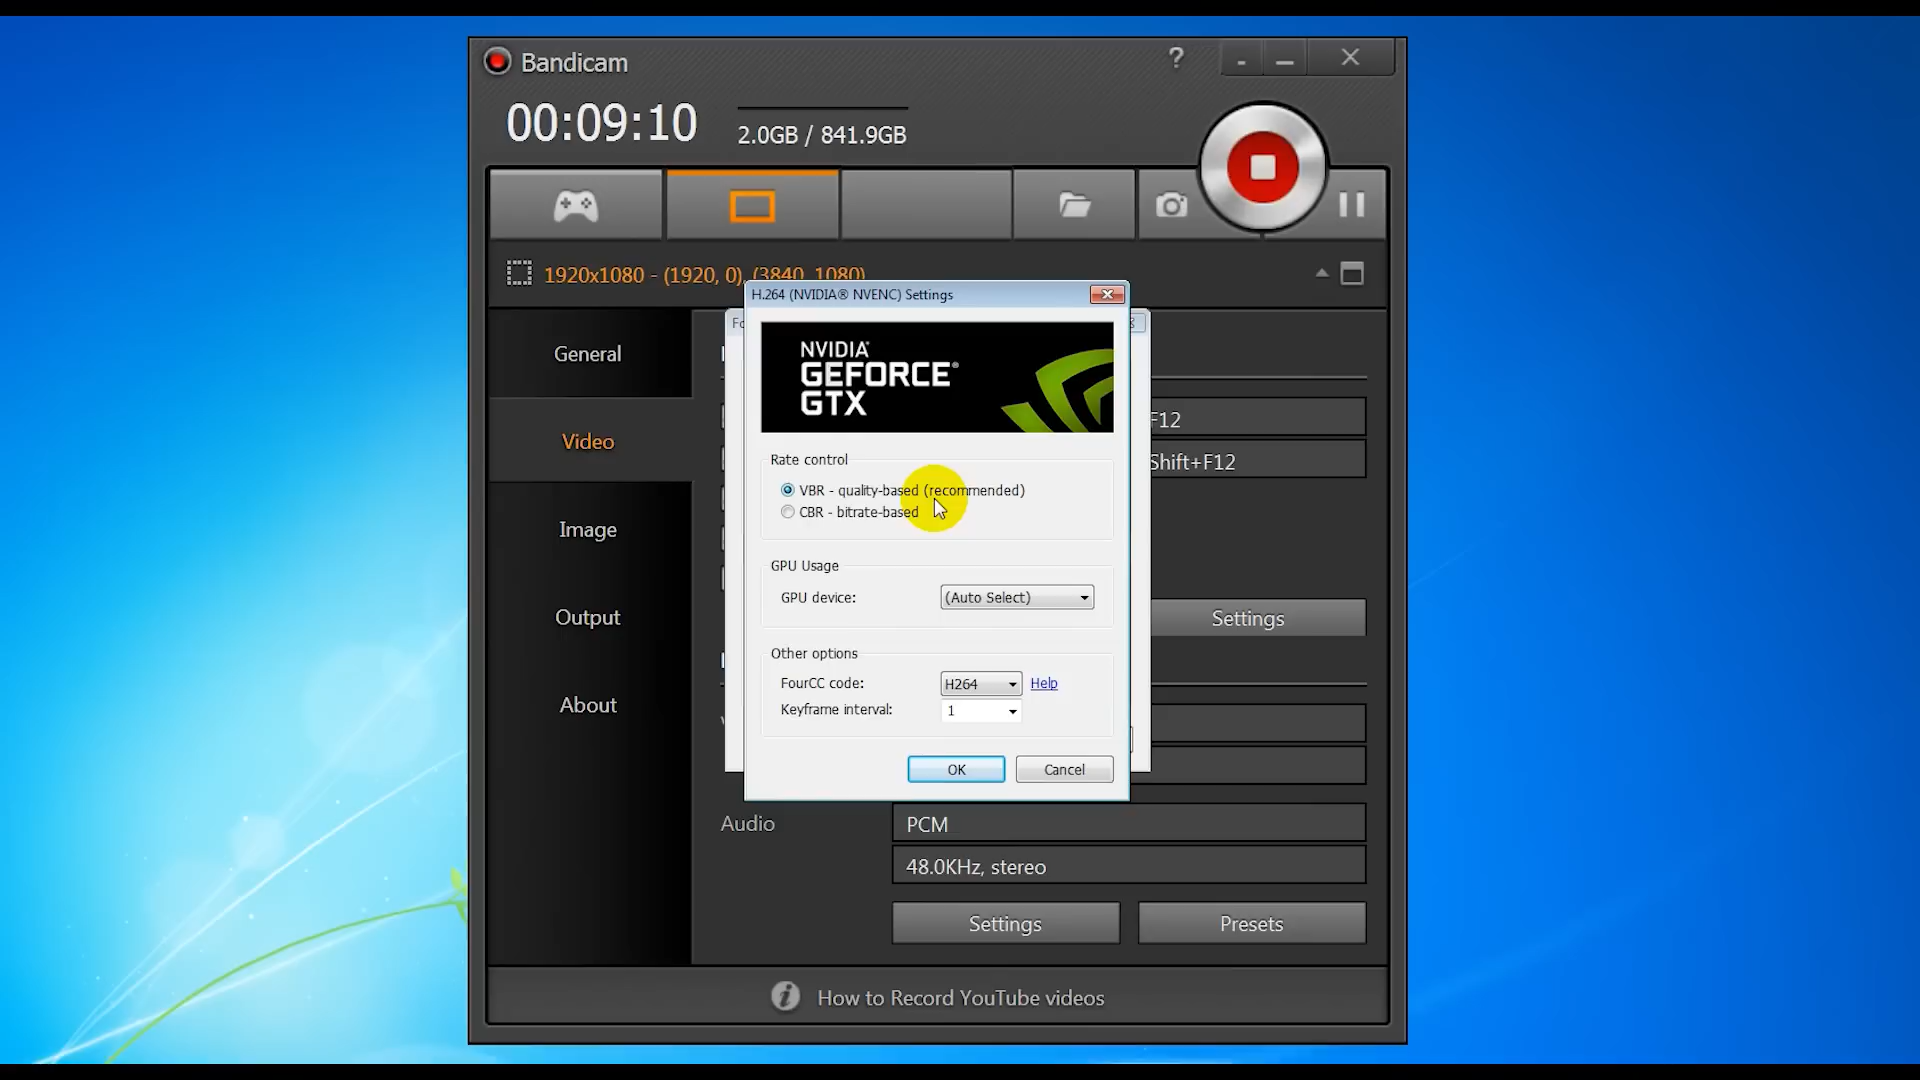 Bandicam
?
00:09:10
2.0GB / 841.9GB
1920x1080 - (1920, 0), (3840, 1080)
H.264 (NVIDIA® NVENC) Settings
NVIDIA®
GEFORCE®
GTX
Rate control
VBR - quality-based (recommended)
CBR - bitrate-based
GPU Usage
GPU device:
(Auto Select)
Other options
FourCC code:
H264
Help
Keyframe interval:
1
OK
Cancel
General
Video
Image
Output
About
F12
Shift+F12
Settings
Audio
PCM
48.0KHz, stereo
Settings
Presets
How to Record YouTube videos